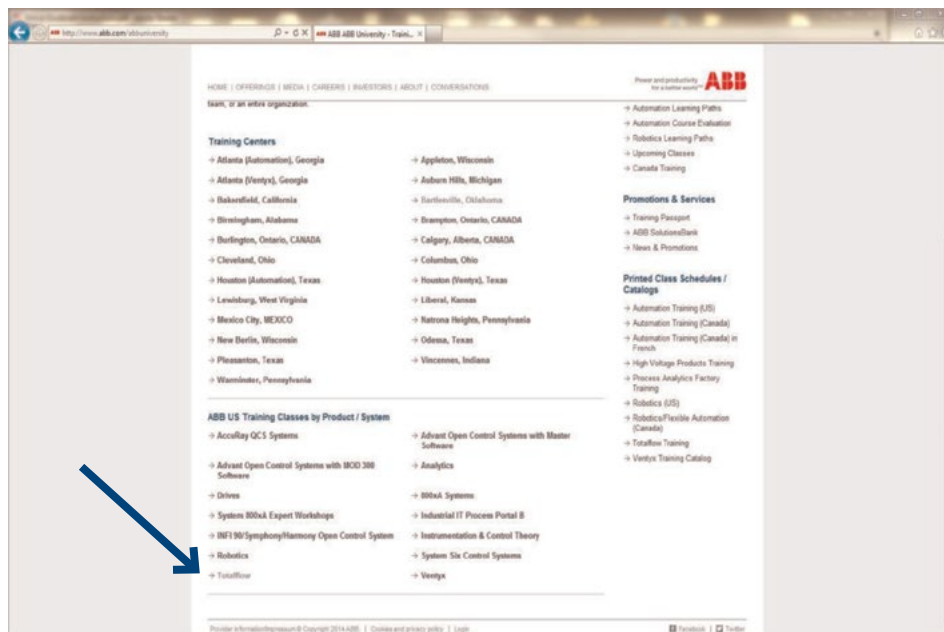 http://www.abb.com/abbuniversity
ABB ABB University - Traini...
HOME | OFFERINGS | MEDIA | CAREERS | INVESTORS | ABOUT | CONVERSATIONS
Power and productivity
for a better world™
ABB
team, or an entire organization.
Training Centers
→ Atlanta (Automation), Georgia
→ Appleton, Wisconsin
→ Atlanta (Ventyx), Georgia
→ Auburn Hills, Michigan
→ Bakersfield, California
→ Bartlesville, Oklahoma
→ Birmingham, Alabama
→ Brampton, Ontario, CANADA
→ Burlington, Ontario, CANADA
→ Calgary, Alberta, CANADA
→ Cleveland, Ohio
→ Columbus, Ohio
→ Houston (Automation), Texas
→ Houston (Ventyx), Texas
→ Lewisburg, West Virginia
→ Liberal, Kansas
→ Mexico City, MEXICO
→ Natrona Heights, Pennsylvania
→ New Berlin, Wisconsin
→ Odessa, Texas
→ Pleasanton, Texas
→ Vincennes, Indiana
→ Warminster, Pennsylvania
ABB US Training Classes by Product / System
→ AccuRay QCS Systems
→ Advant Open Control Systems with Master
Software
→ Advant Open Control Systems with MOD 300
Software
→ Analytics
→ Drives
→ 800xA Systems
→ System 800xA Expert Workshops
→ Industrial IT Process Portal B
→ INFI 90/Symphony/Harmony Open Control System
→ Instrumentation & Control Theory
→ Robotics
→ System Six Control Systems
→ Totalflow
→ Ventyx
→ Automation Learning Paths
→ Automation Course Evaluation
→ Robotics Learning Paths
→ Upcoming Classes
→ Canada Training
Promotions & Services
→ Training Passport
→ ABB SolutionsBank
→ News & Promotions
Printed Class Schedules /
Catalogs
→ Automation Training (US)
→ Automation Training (Canada)
→ Automation Training (Canada) in
French
→ High Voltage Products Training
→ Process Analytics Factory
Training
→ Robotics (US)
→ Robotics/Flexible Automation
(Canada)
→ Totalflow Training
→ Ventyx Training Catalog
Provider information/Impressum © Copyright 2014 ABB. | Cookies and privacy policy | Login
Facebook | Twitter